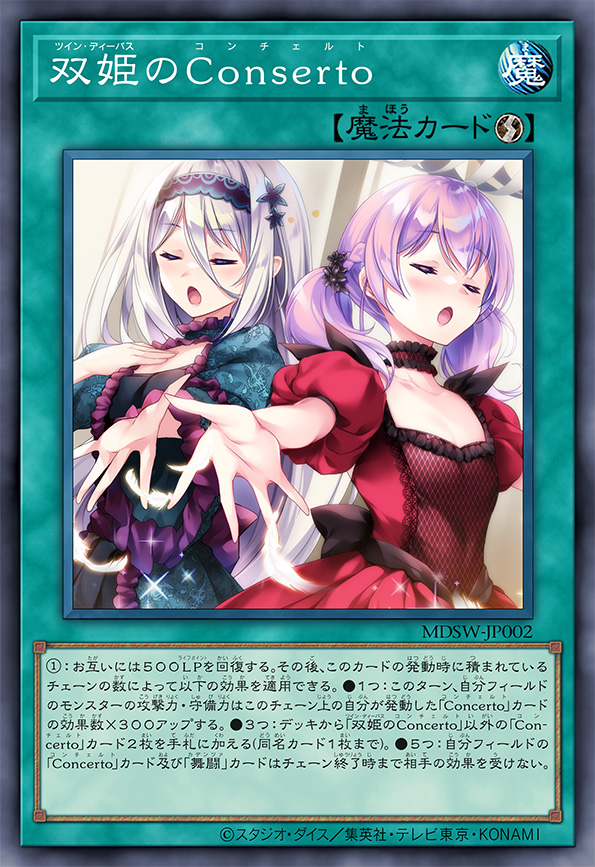 ツイン・ディーバス コンチェルト
双姫のConserto
魔
まほう
【魔法カード】
MDSW-JP002
①：お互いには５００LPを回復する。その後、このカードの発動時に積まれている
チェーンの数によって以下の効果を適用できる。●１つ：このターン、自分フィールド
のモンスターの攻撃力・守備力はこのチェーン上の自分が発動した「Concerto」カード
の効果数×３００アップする。●３つ：デッキから「双姫のConcerto」以外の「Con-
certo」カード２枚を手札に加える（同名カード１枚まで）。●５つ：自分フィールドの
「Concerto」カード及び「舞闘」カードはチェーン終了時まで相手の効果を受けない。
©スタジオ・ダイス／集英社・テレビ東京・KONAMI